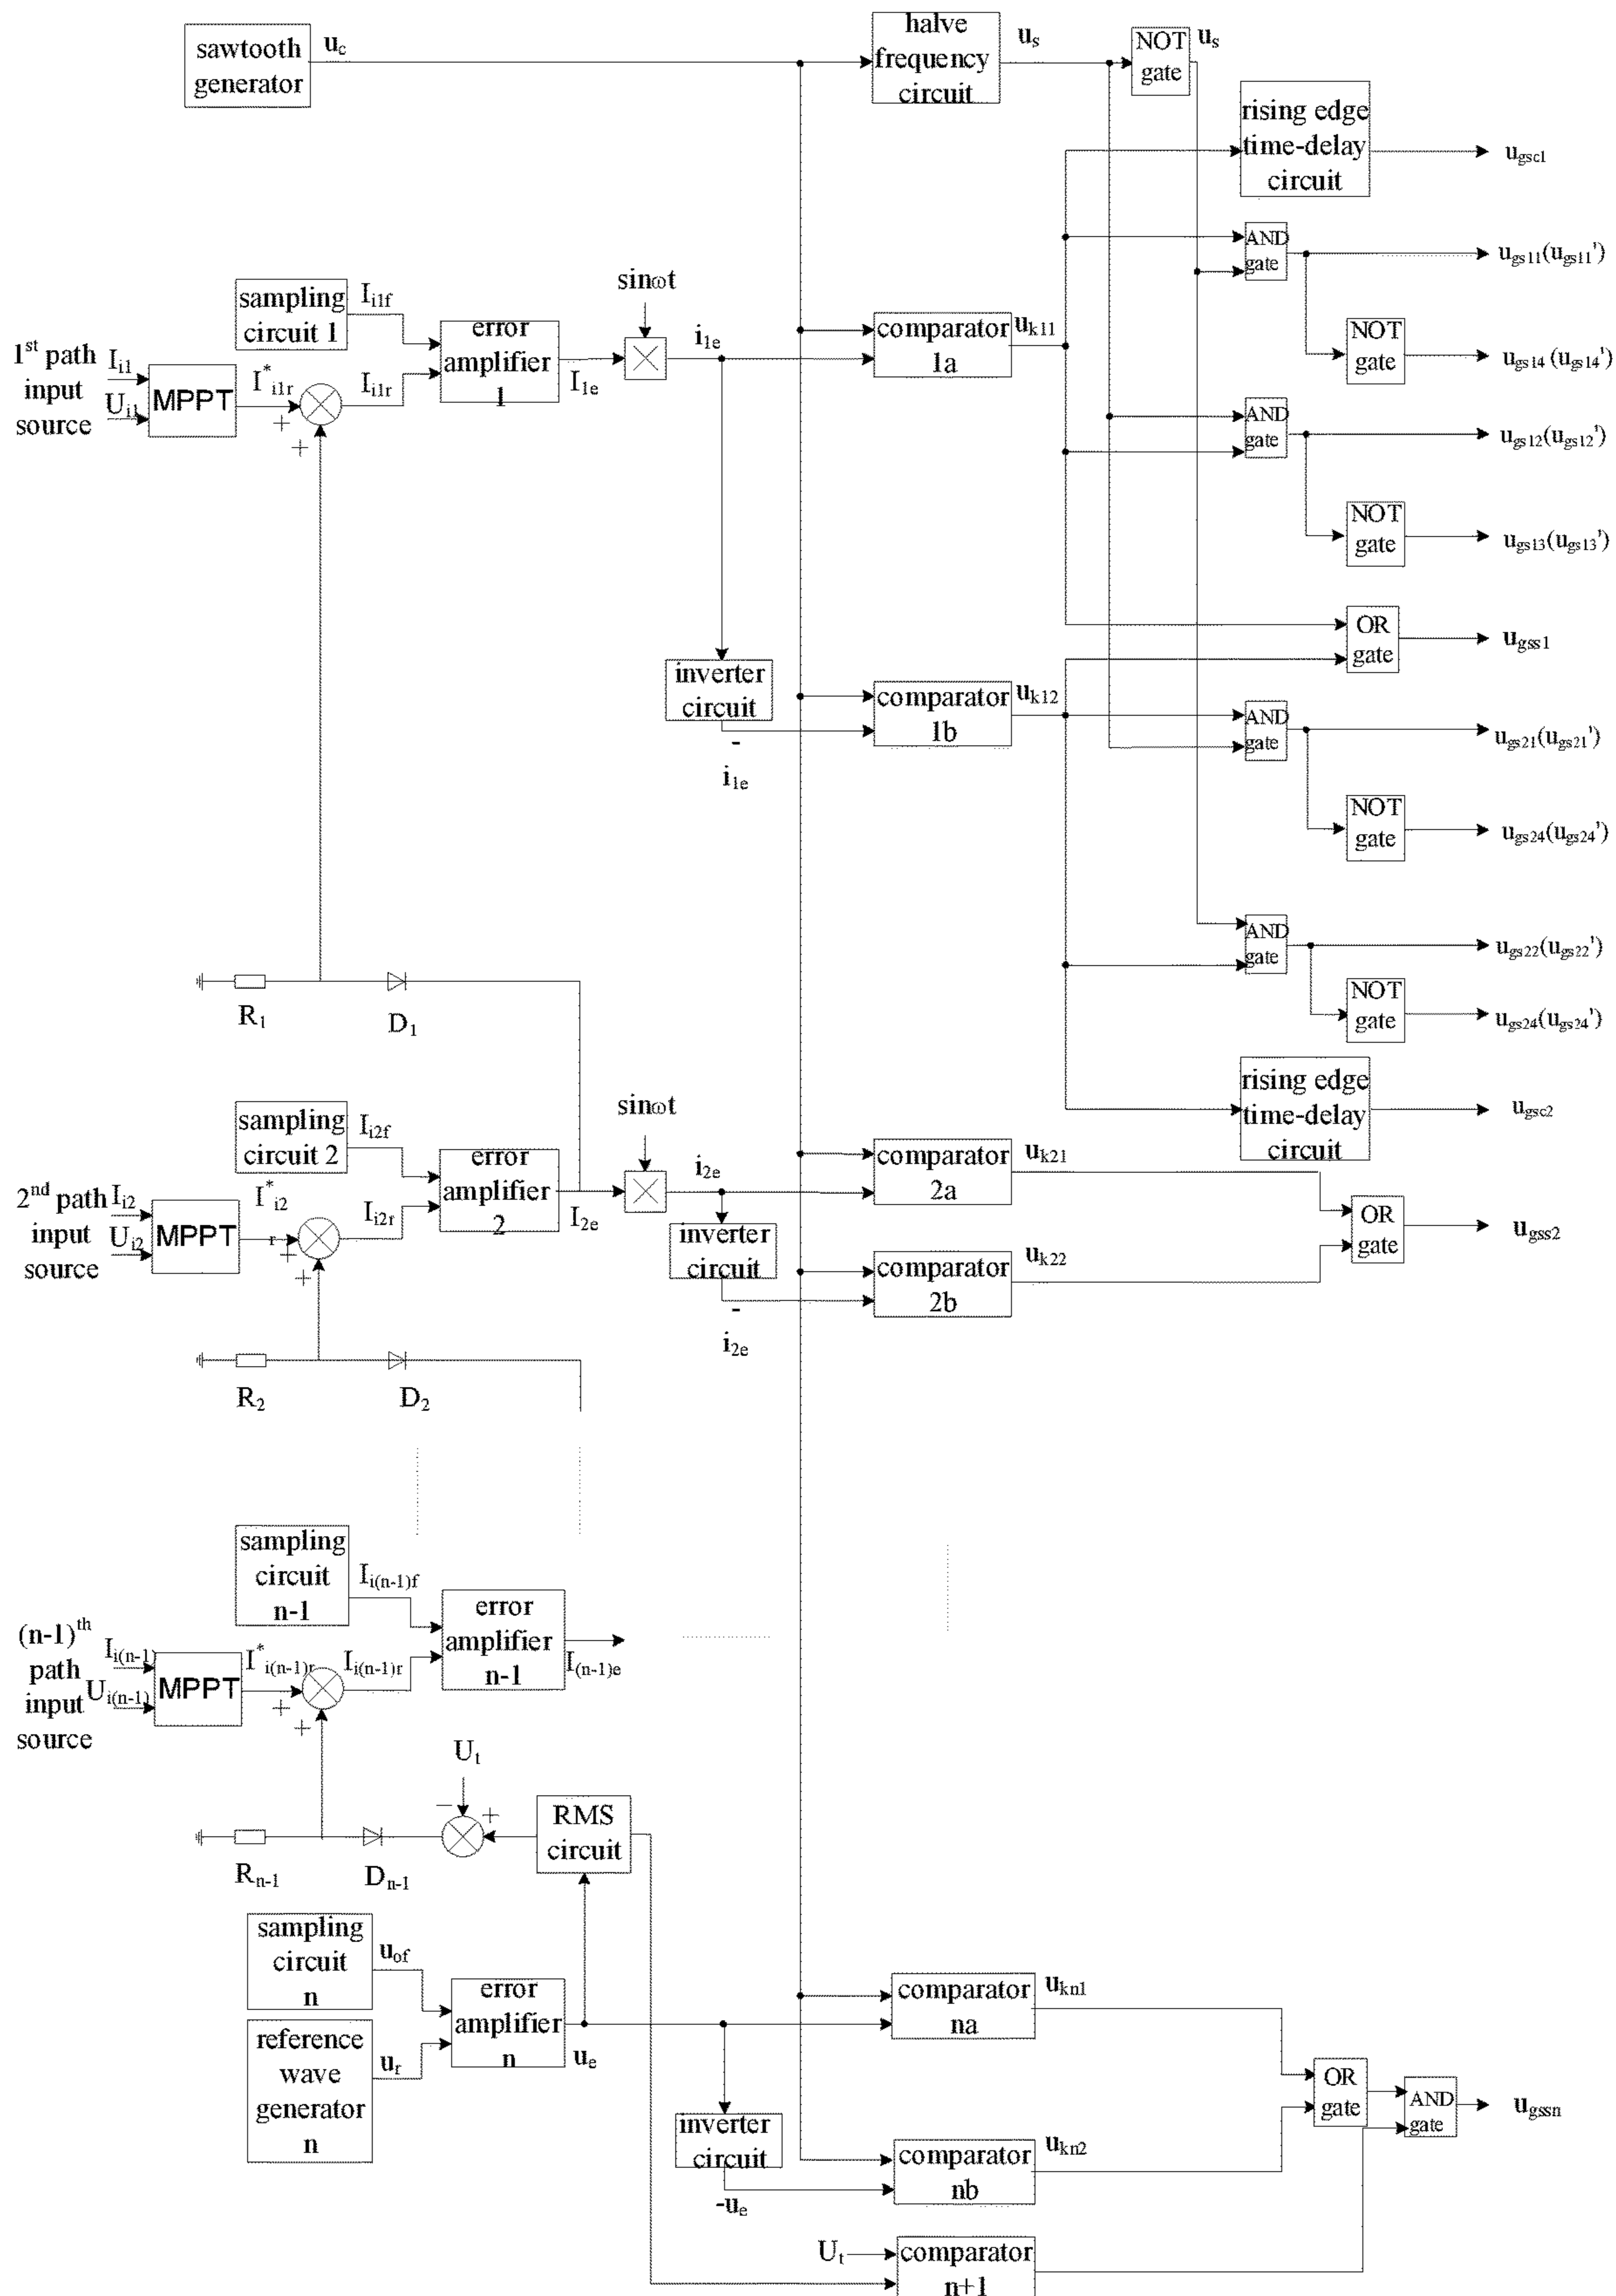 sawtooth
generator
u_c
halve
frequency
circuit
u_s
NOT
gate
u_s
rising edge
time-delay
circuit
u_gsc1
AND
gate
u_gs11(u_gs11')
NOT
gate
u_gs14 (u_gs14')
AND
gate
u_gs12(u_gs12')
NOT
gate
u_gs13(u_gs13')
OR
gate
u_gss1
AND
gate
u_gs21(u_gs21')
NOT
gate
u_gs24(u_gs24')
AND
gate
u_gs22(u_gs22')
NOT
gate
u_gs24(u_gs24')
rising edge
time-delay
circuit
u_gsc2
1st path
input
source
I_i1
U_i1
MPPT
I*_i1r
+
+
I_i1r
sampling
circuit 1
I_i1f
error
amplifier
1
I_1e
sinωt
i_1e
comparator
1a
u_k11
inverter
circuit
-
i_1e
comparator
1b
u_k12
R_1
D_1
2nd path
input
source
I_i2
U_i2
MPPT
I*_i2
r
+
+
I_i2r
sampling
circuit 2
I_i2f
error
amplifier
2
I_2e
sinωt
i_2e
comparator
2a
u_k21
inverter
circuit
-
i_2e
comparator
2b
u_k22
OR
gate
u_gss2
R_2
D_2
(n-1)th
path
input
source
I_i(n-1)
U_i(n-1)
MPPT
I*_i(n-1)r
+
+
I_i(n-1)r
sampling
circuit
n-1
I_i(n-1)f
error
amplifier
n-1
I_(n-1)e
U_t
−
+
RMS
circuit
R_n-1
D_n-1
sampling
circuit
n
u_of
reference
wave
generator
n
u_r
error
amplifier
n
u_e
comparator
na
u_kn1
inverter
circuit
-u_e
comparator
nb
u_kn2
OR
gate
AND
gate
u_gssn
U_t
comparator
n+1